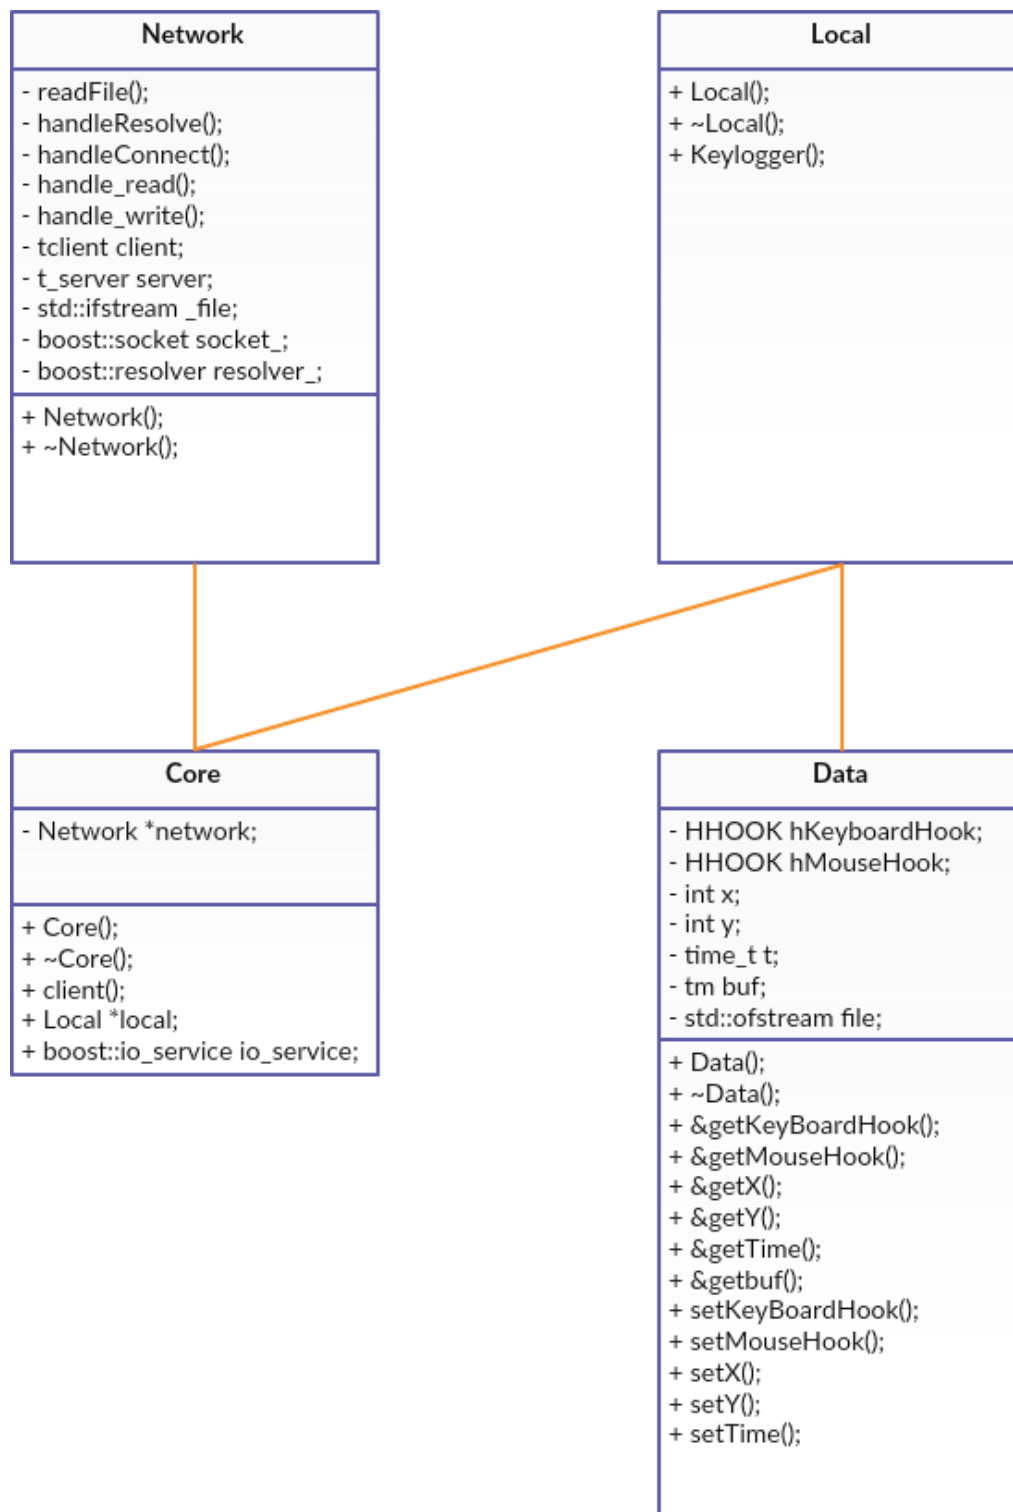 Network
- readFile();
- handleResolve();
- handleConnect();
- handle_read();
- handle_write();
- tclient client;
- t_server server;
- std::ifstream _file;
- boost::socket socket_;
- boost::resolver resolver_;
+ Network();
+ ~Network();
Local
+ Local();
+ ~Local();
+ Keylogger();
Core
- Network *network;
+ Core();
+ ~Core();
+ client();
+ Local *local;
+ boost::io_service io_service;
Data
- HHOOK hKeyboardHook;
- HHOOK hMouseHook;
- int x;
- int y;
- time_t t;
- tm buf;
- std::ofstream file;
+ Data();
+ ~Data();
+ &getKeyBoardHook();
+ &getMouseHook();
+ &getX();
+ &getY();
+ &getTime();
+ &getbuf();
+ setKeyBoardHook();
+ setMouseHook();
+ setX();
+ setY();
+ setTime();